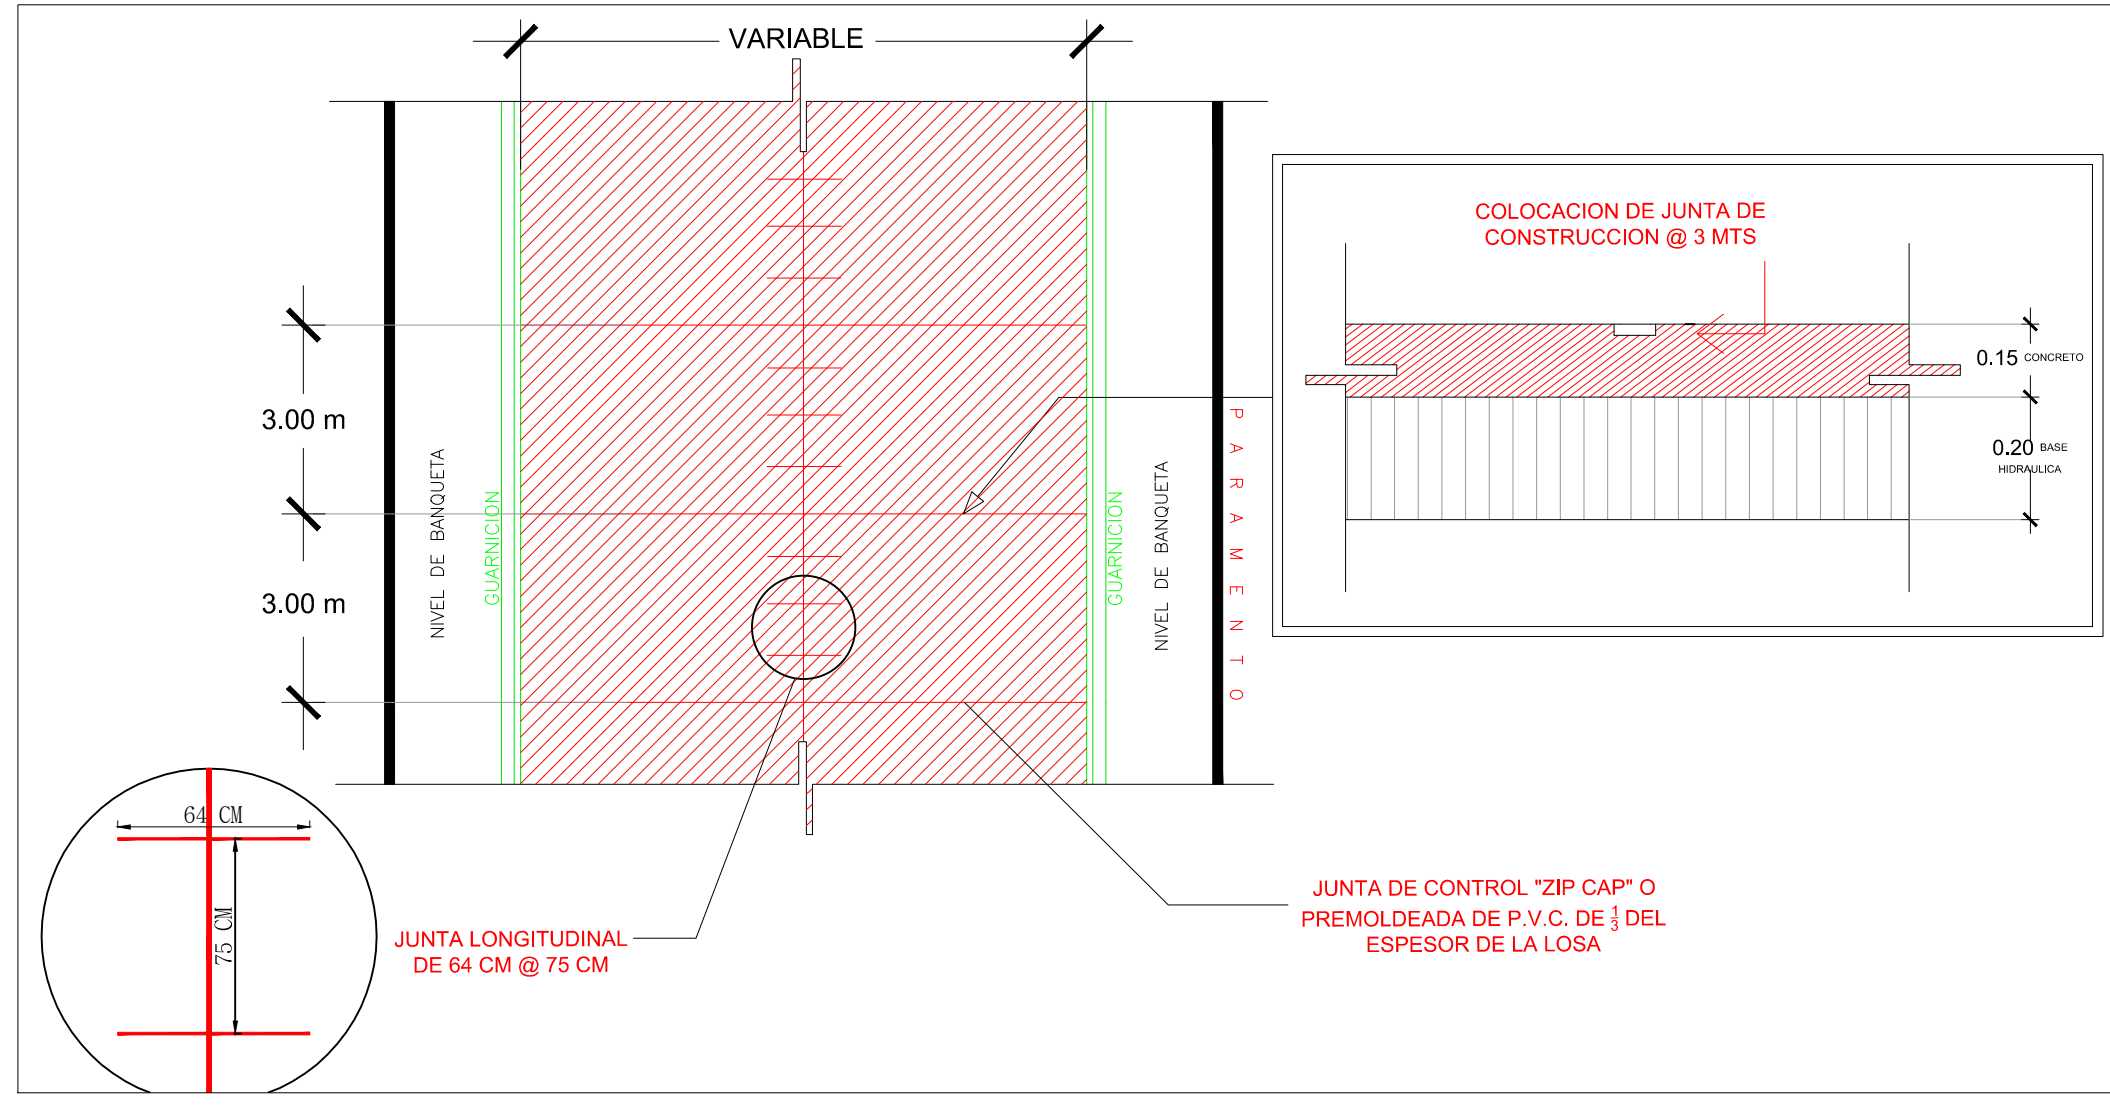 VARIABLE
COLOCACION DE JUNTA DE
CONSTRUCCION @ 3 MTS
0.15 CONCRETO
0.20 BASE
HIDRAULICA
3.00 m
3.00 m
NIVEL DE BANQUETA
GUARNICION
GUARNICION
NIVEL DE BANQUETA
PARAMENTO
64 CM
75 CM
JUNTA LONGITUDINAL
DE 64 CM @ 75 CM
JUNTA DE CONTROL "ZIP CAP" O
PREMOLDEADA DE P.V.C. DE 1/3 DEL
ESPESOR DE LA LOSA